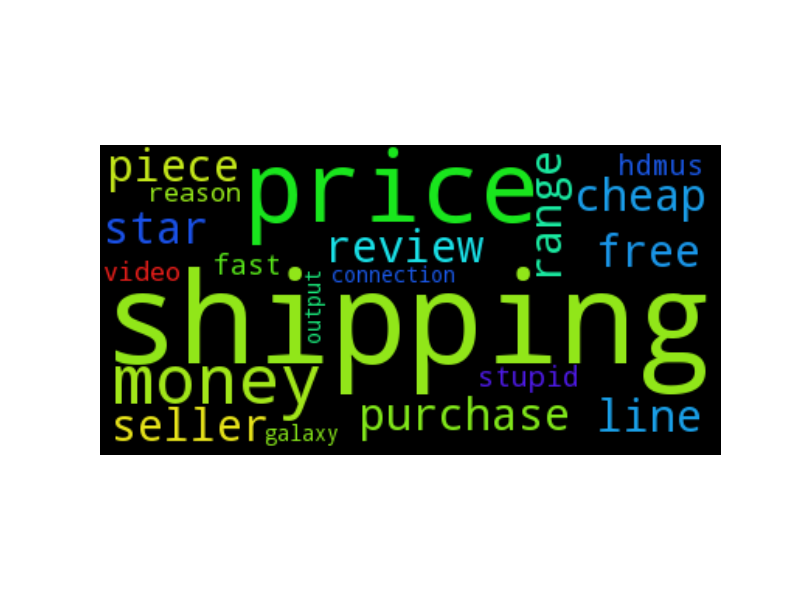 piece
price
range
hdmus
reason
cheap
star
review
free
video
fast
connection
output
shipping
money
stupid
seller
galaxy
purchase
line